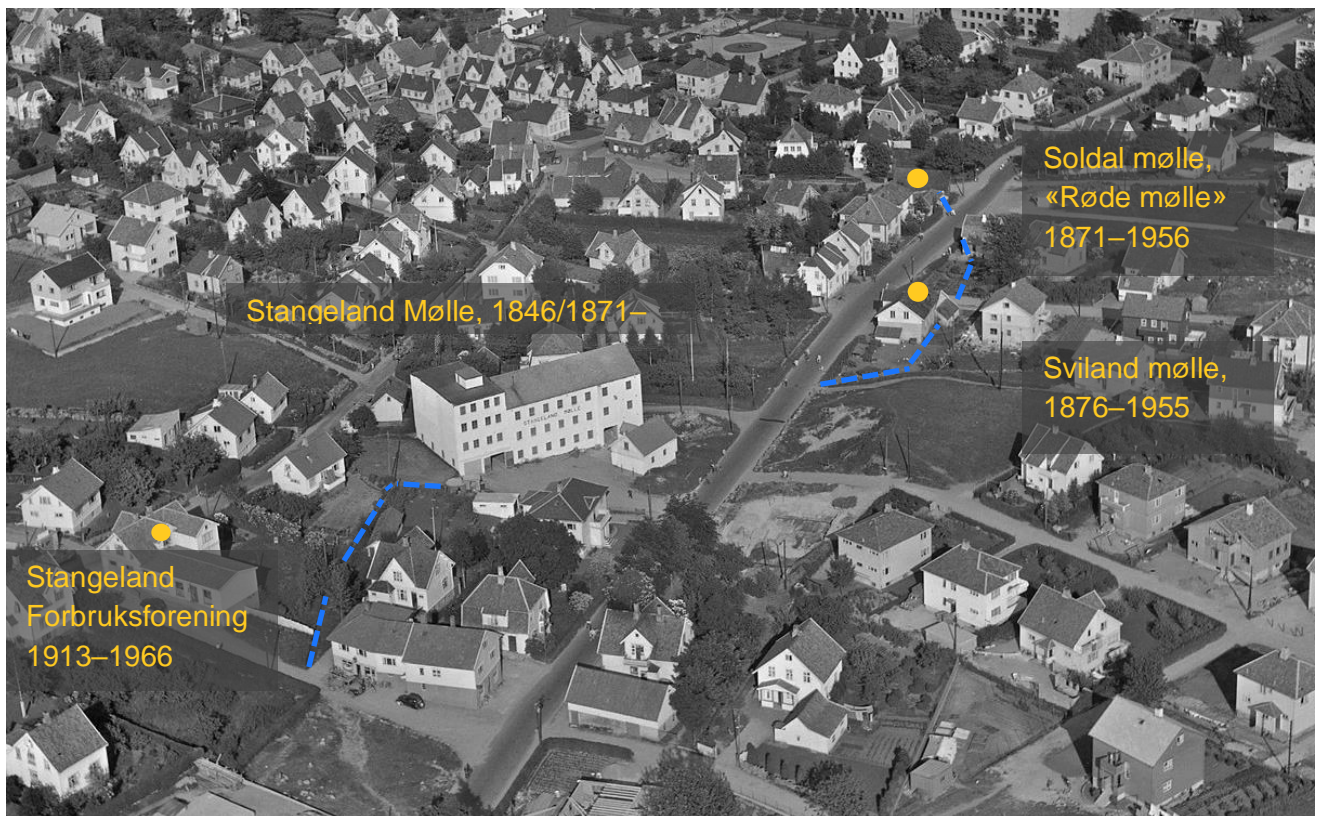 Soldal mølle,
«Røde mølle»
1871–1956
Stangeland Mølle, 1846/1871–
STANGELAND MØLLE
Sviland mølle,
1876–1955
Stangeland
Forbruksforening
1913–1966